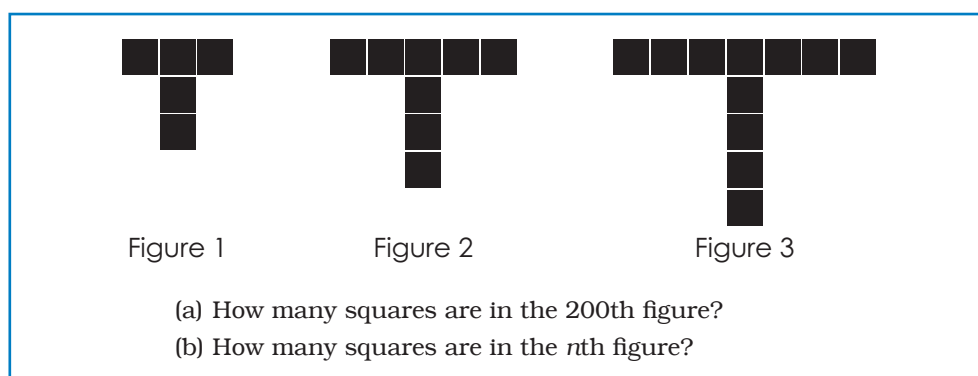 Figure 1 Figure 2 Figure 3
(a) How many squares are in the 200th figure?
(b) How many squares are in the nth figure?